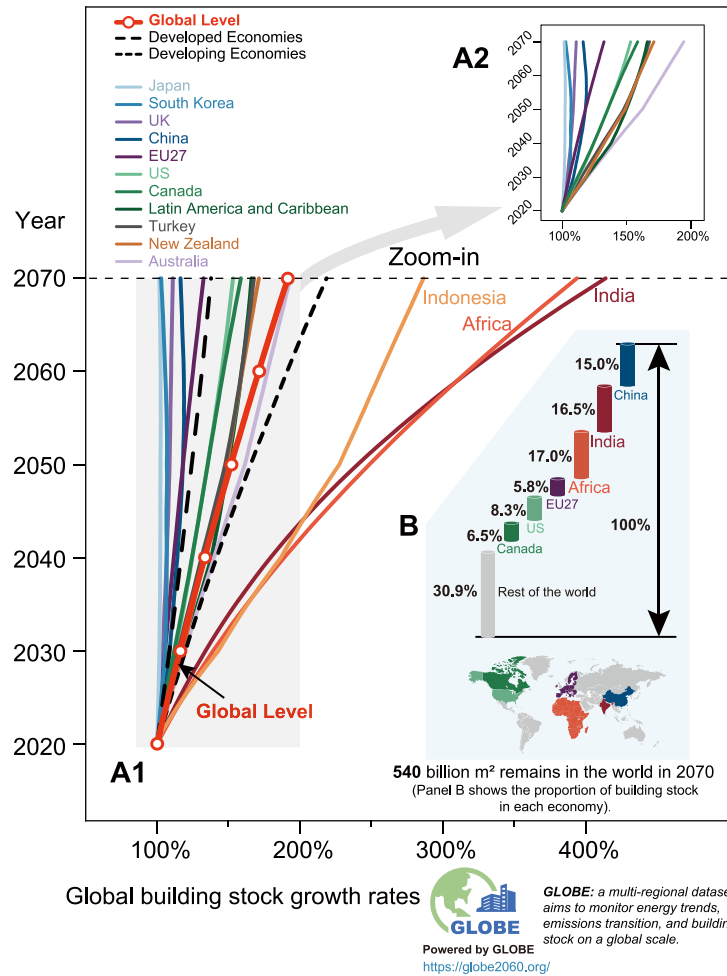 Global Level
Developed Economies
Developing Economies
Japan
South Korea
UK
China
EU27
US
Canada
Latin America and Caribbean
Turkey
New Zealand
Australia
A2
2070
2060
2050
2040
2030
2020
100%
150%
200%
Zoom-in
Year
2070
2060
2050
2040
2030
2020
Indonesia
Africa
India
Global Level
A1
B
15.0%
China
16.5%
India
17.0%
Africa
5.8%
EU27
8.3%
US
6.5%
Canada
30.9%
Rest of the world
100%
540 billion m² remains in the world in 2070
(Panel B shows the proportion of building stock
in each economy).
100%
200%
300%
400%
Global building stock growth rates
GLOBE
Powered by GLOBE
https://globe2060.org/
GLOBE: a multi-regional datase
aims to monitor energy trends,
emissions transition, and buildin
stock on a global scale.